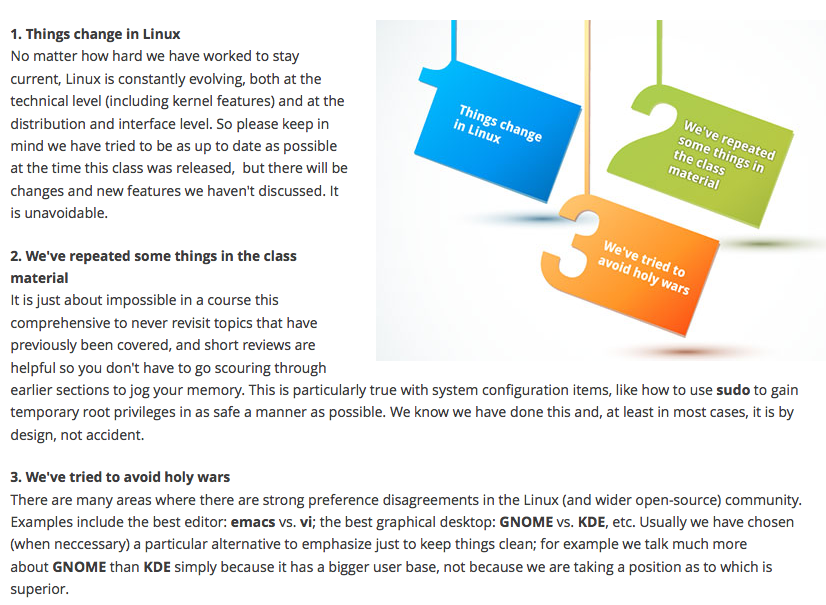 1. Things change in Linux
No matter how hard we have worked to stay
current, Linux is constantly evolving, both at the
technical level (including kernel features) and at the
distribution and interface level. So please keep in
mind we have tried to be as up to date as possible
at the time this class was released,  but there will be
changes and new features we haven't discussed. It
is unavoidable.
2. We've repeated some things in the class
material
It is just about impossible in a course this
comprehensive to never revisit topics that have
previously been covered, and short reviews are
helpful so you don't have to go scouring through
earlier sections to jog your memory. This is particularly true with system configuration items, like how to use sudo to gain
temporary root privileges in as safe a manner as possible. We know we have done this and, at least in most cases, it is by
design, not accident.
3. We've tried to avoid holy wars
There are many areas where there are strong preference disagreements in the Linux (and wider open-source) community.
Examples include the best editor: emacs vs. vi; the best graphical desktop: GNOME vs. KDE, etc. Usually we have chosen
(when neccessary) a particular alternative to emphasize just to keep things clean; for example we talk much more
about GNOME than KDE simply because it has a bigger user base, not because we are taking a position as to which is
superior.
1
Things change
in Linux
2
We've repeated
some things in
the class
material
3
We've tried to
avoid holy wars